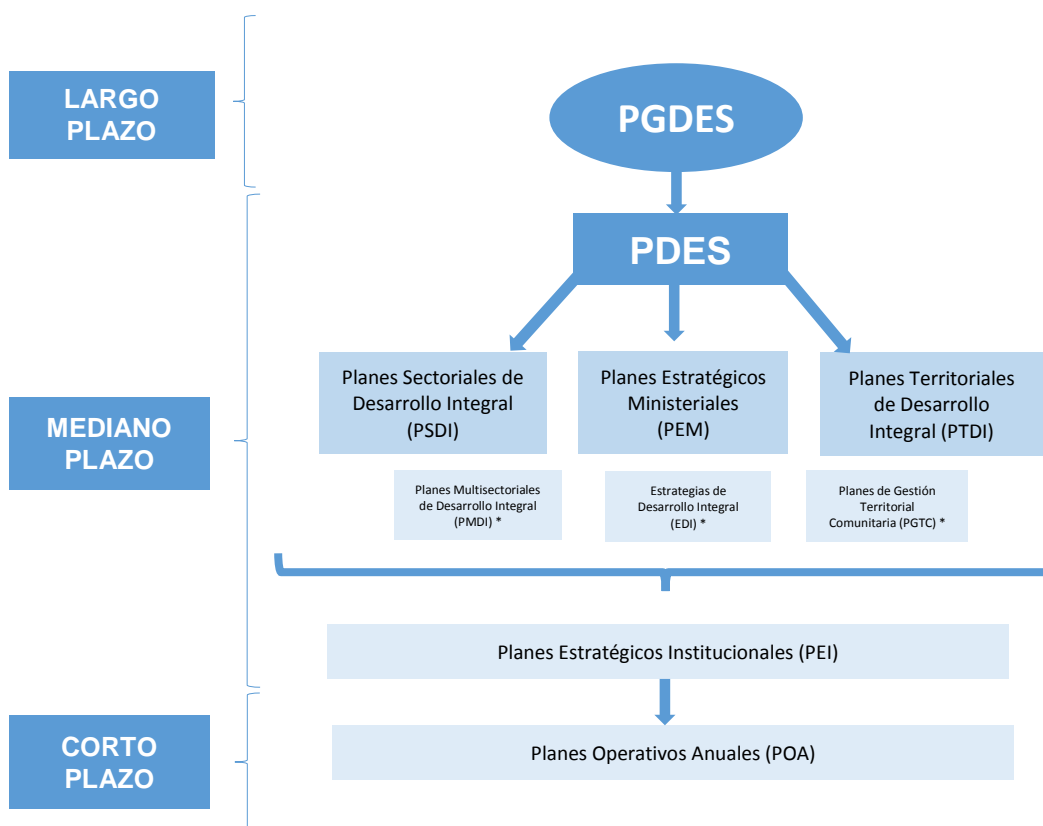 LARGO
PLAZO
PGDES
PDES
MEDIANO
PLAZO
Planes Sectoriales de
Desarrollo Integral
(PSDI)
Planes Estratégicos
Ministeriales
(PEM)
Planes Territoriales
de Desarrollo
Integral (PTDI)
Planes Multisectoriales
de Desarrollo Integral
(PMDI) *
Estrategias de
Desarrollo Integral
(EDI) *
Planes de Gestión
Territorial
Comunitaria (PGTC) *
Planes Estratégicos Institucionales (PEI)
CORTO
PLAZO
Planes Operativos Anuales (POA)